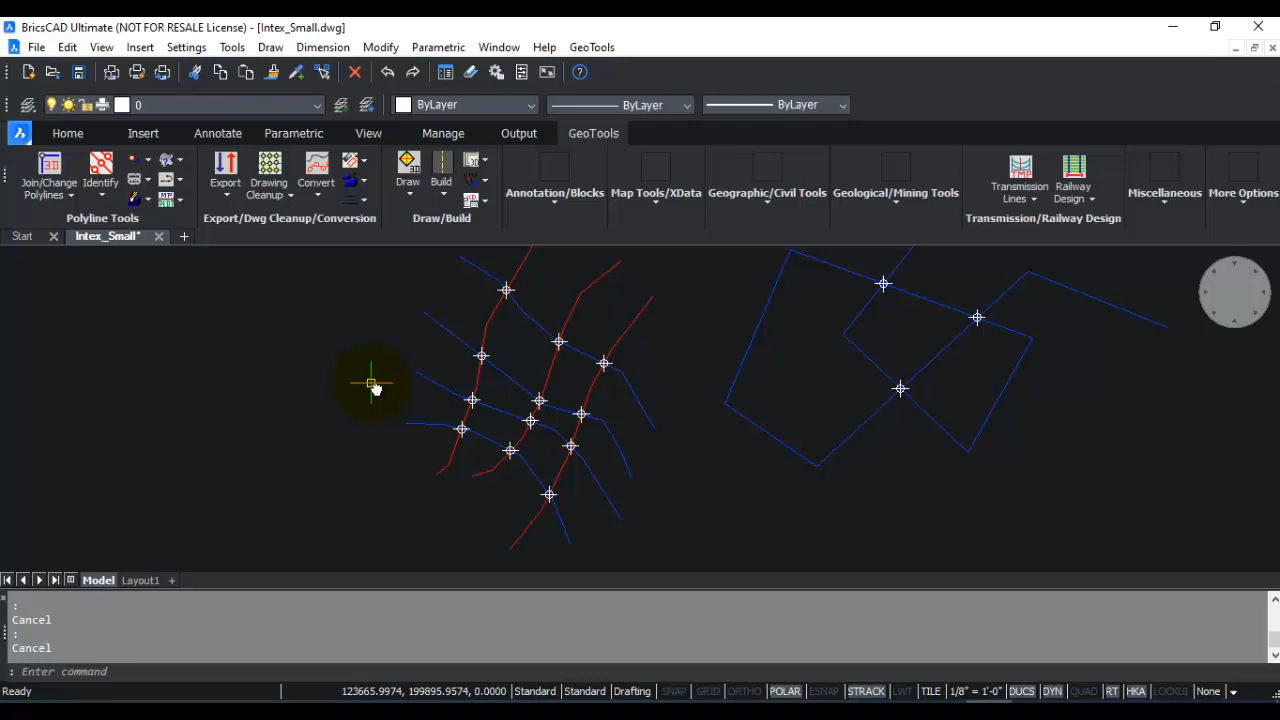 BricsCAD Ultimate (NOT FOR RESALE License) - [Intex_Small.dwg]
File Edit View Insert Settings Tools Draw Dimension Modify Parametric Window Help GeoTools
0 ByLayer ByLayer ByLayer
Home Insert Annotate Parametric View Manage Output GeoTools
Join/Change Polylines Identify Export Drawing Cleanup Convert Draw Build Annotation/Blocks Map Tools/XData Geographic/Civil Tools Geological/Mining Tools Transmission Lines Railway Design Miscellaneous More Options
Polyline Tools Export/Dwg Cleanup/Conversion Draw/Build Transmission/Railway Design
Start Intex_Small*
Model Layout1
:
Cancel
:
Cancel
: Enter command
Ready 123665.9974, 199895.9574, 0.0000 Standard Standard Drafting SNAP GRID ORTHO POLAR ESNAP STRACK LWT TILE 1/8" = 1'-0" DUCS DYN QUAD RT HKA LOCKUI None